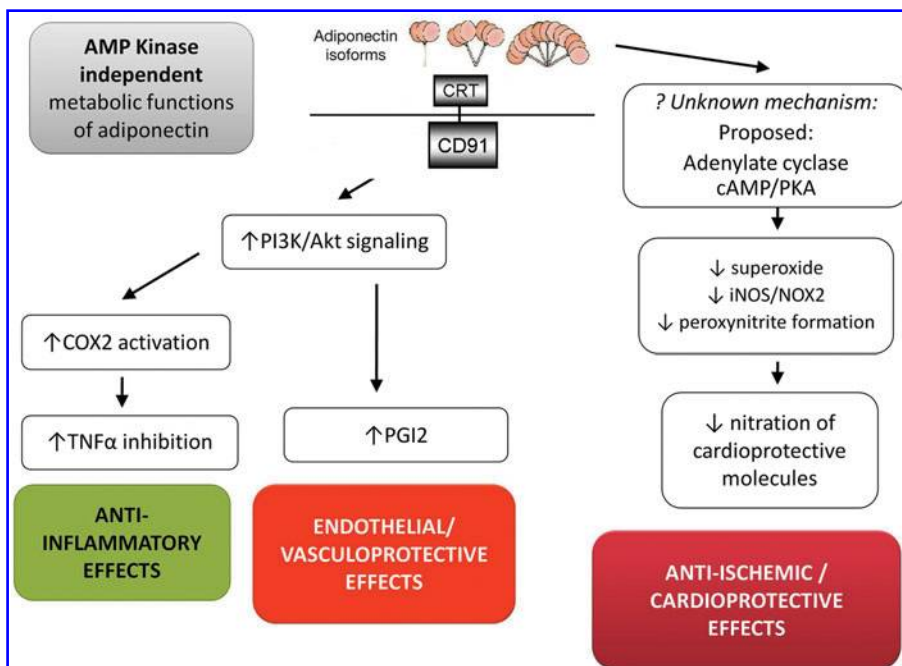 AMP Kinase
independent
metabolic functions
of adiponectin
Adiponectin
isoforms
CRT
CD91
? Unknown mechanism:
Proposed:
Adenylate cyclase
cAMP/PKA
↑PI3K/Akt signaling
↓ superoxide
↓ iNOS/NOX2
↓ peroxynitrite formation
↑COX2 activation
↑TNFα inhibition
↑PGI2
↓ nitration of
cardioprotective
molecules
ANTI-
INFLAMMATORY
EFFECTS
ENDOTHELIAL/
VASCULOPROTECTIVE
EFFECTS
ANTI-ISCHEMIC /
CARDIOPROTECTIVE
EFFECTS